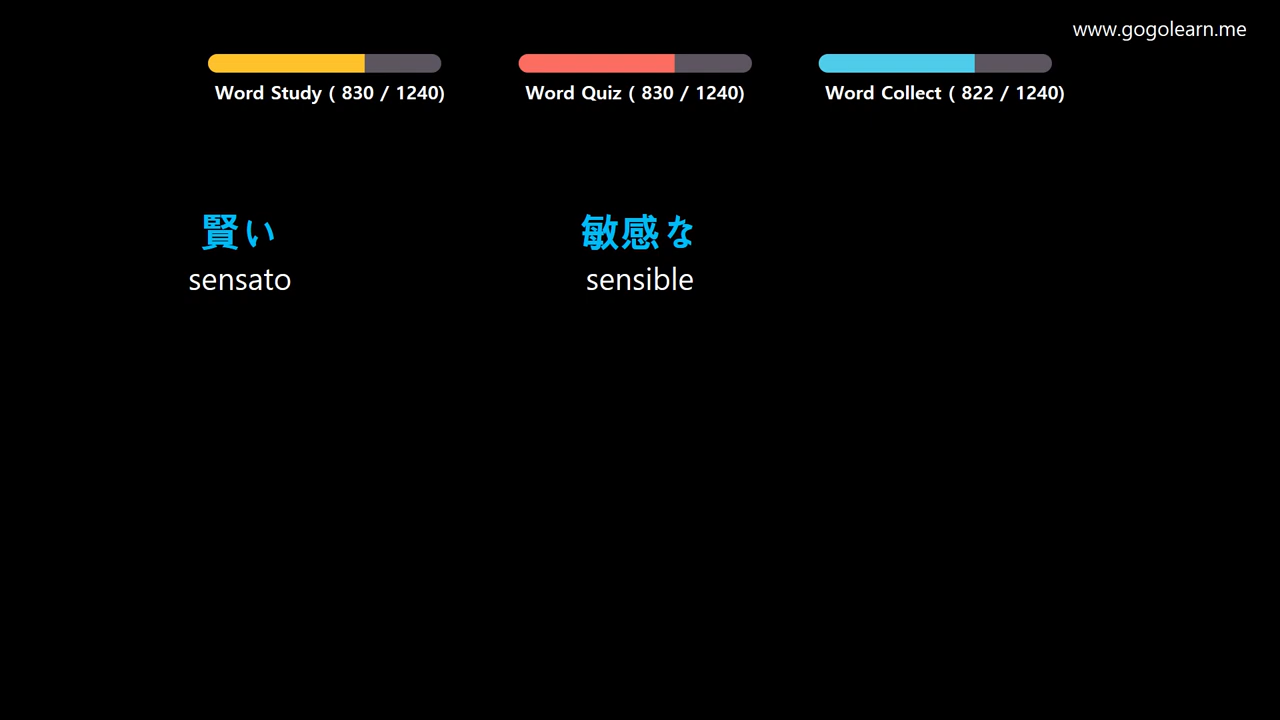 www.gogolearn.me
Word Study ( 830 / 1240)
Word Quiz ( 830 / 1240)
Word Collect ( 822 / 1240)
賢い
sensato
敏感な
sensible